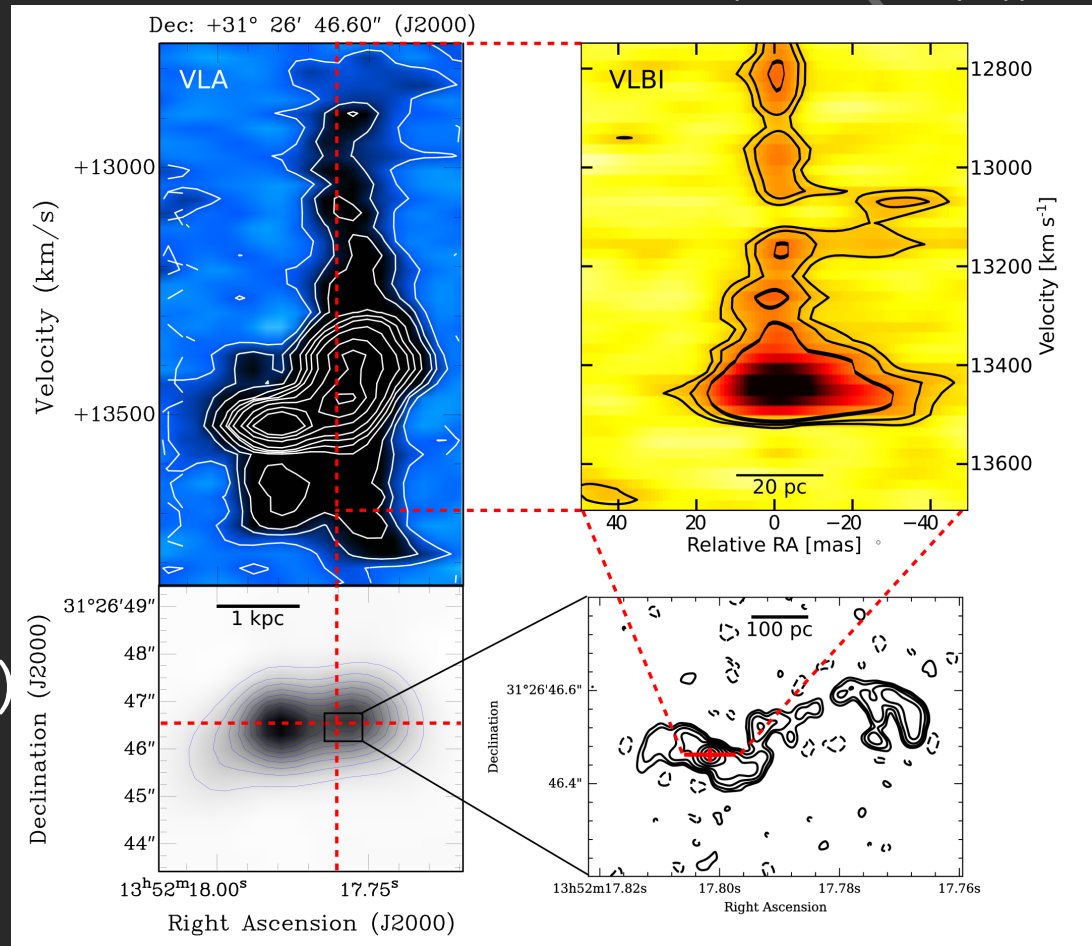 Dec: +31° 26′ 46.60″ (J2000)
VLA
Velocity (km/s)
+13000
+13500
VLBI
12800
13000
13200
13400
13600
Velocity [km s⁻¹]
20 pc
40 20 0 −20 −40
Relative RA [mas]
1 kpc
Declination (J2000)
31°26′49″
48″
47″
46″
45″
44″
13ʰ52ᵐ18.00ˢ 17.75ˢ
Right Ascension (J2000)
100 pc
Declination
31°26'46.6"
46.4"
13ʰ52ᵐ17.82s 17.80s 17.78s 17.76s
Right Ascension
)